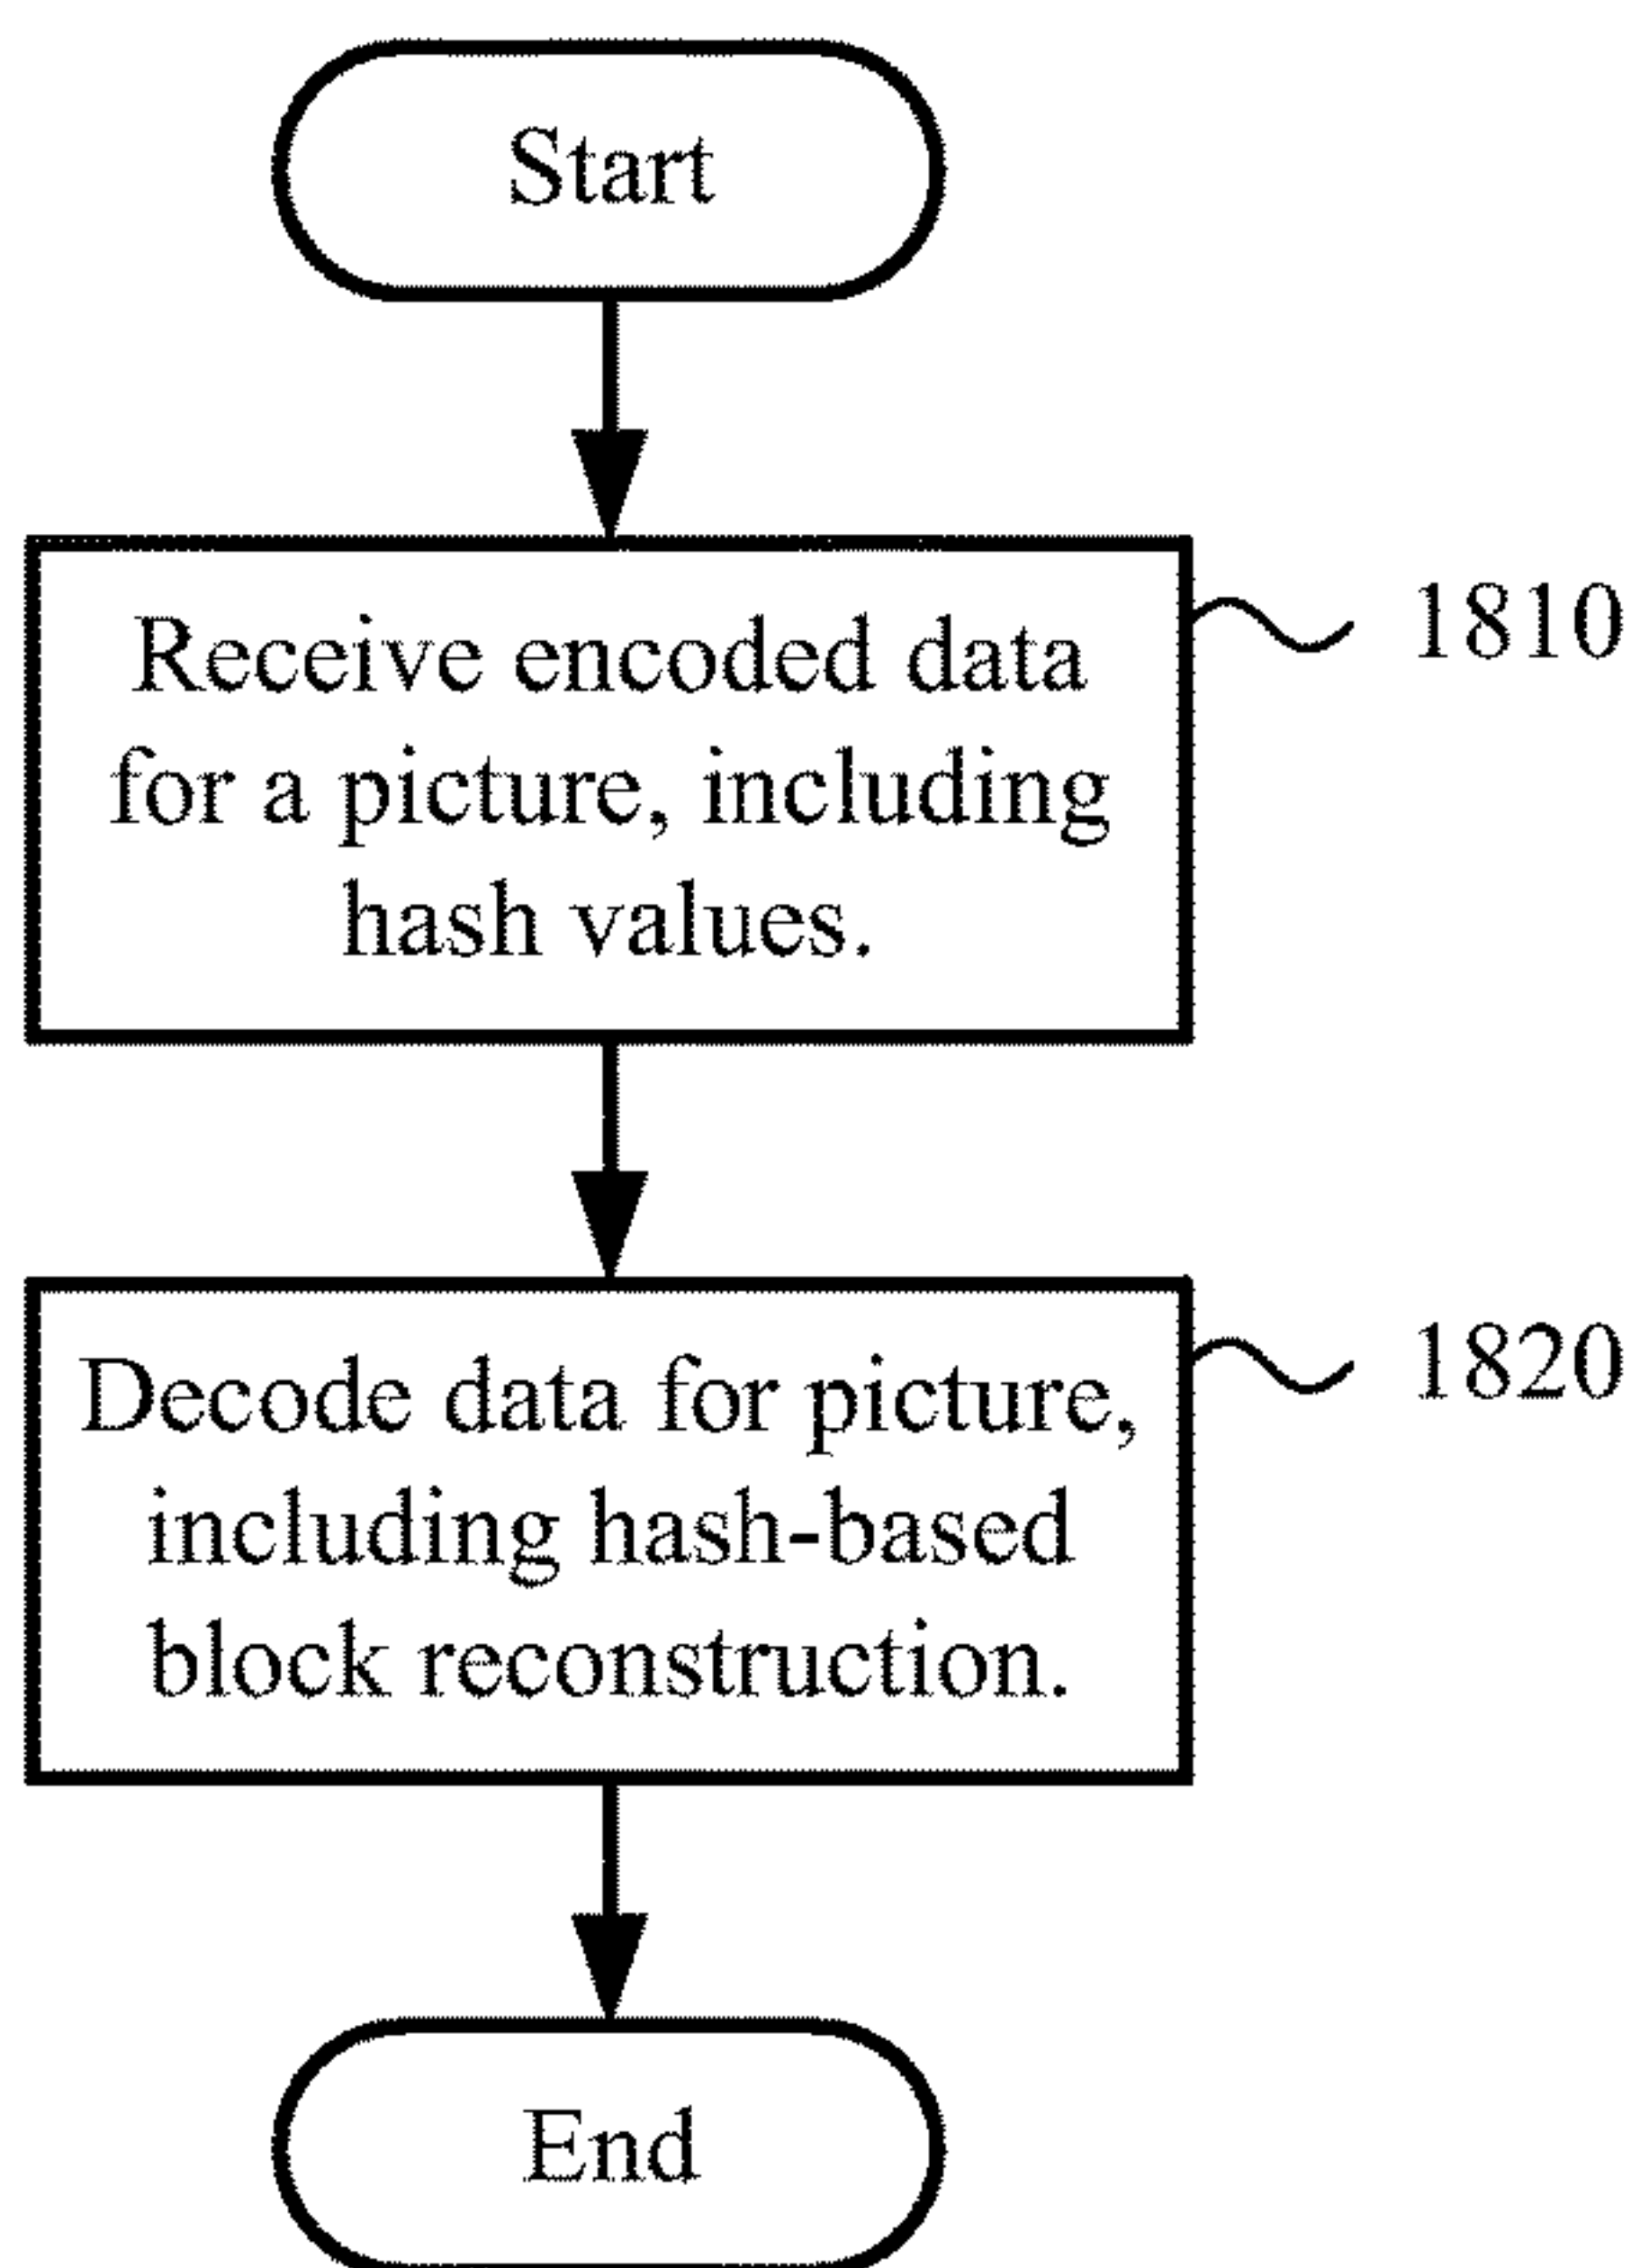 Start
Receive encoded data
for a picture, including
hash values.
1810
Decode data for picture,
including hash-based
block reconstruction.
1820
End